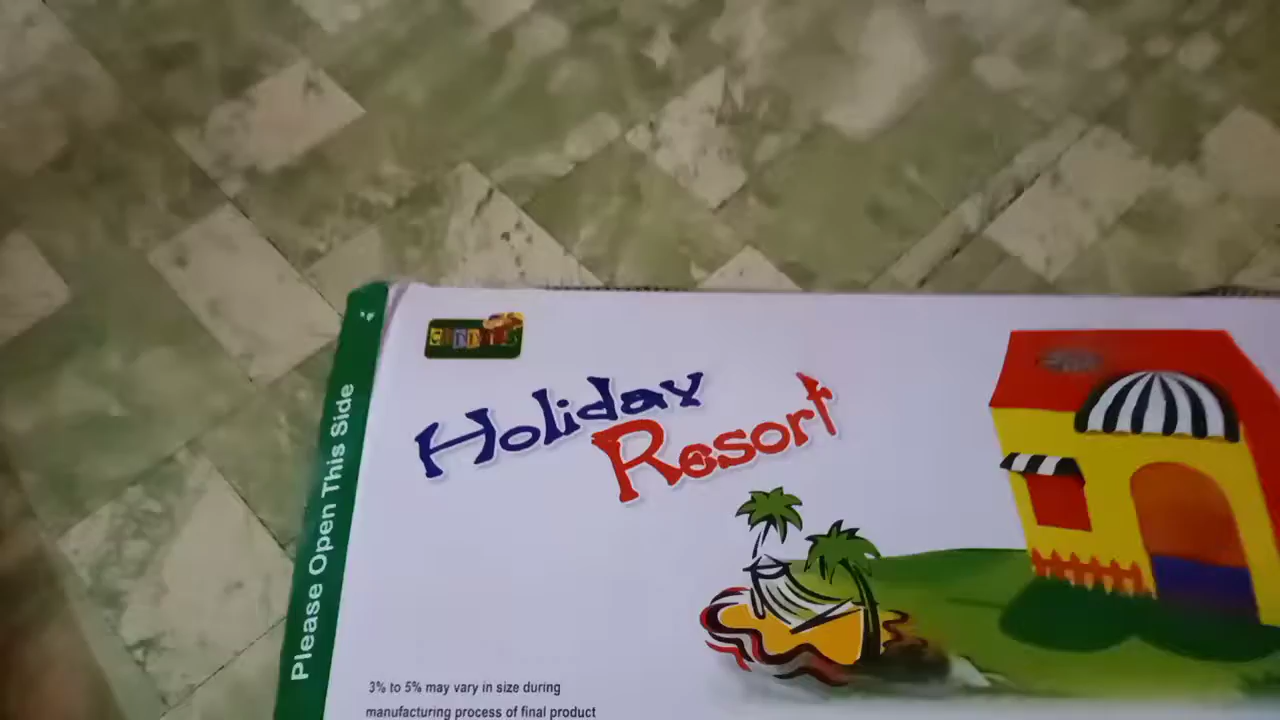 Please Open This Side
Holiday
Resort
3% to 5% may vary in size during
manufacturing process of final product